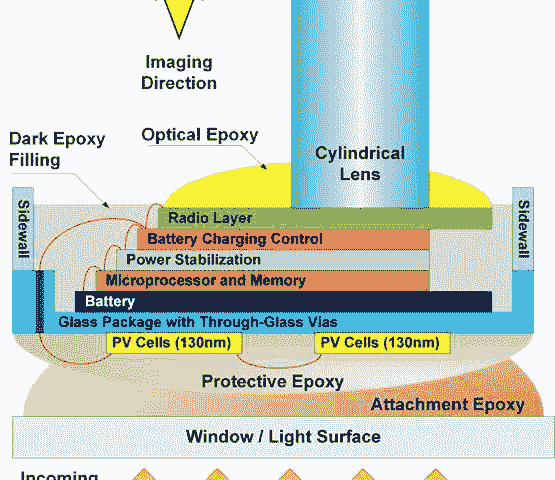 Imaging
Direction
Dark Epoxy
Filling
Optical Epoxy
Cylindrical
Lens
Sidewall
Sidewall
Radio Layer
Battery Charging Control
Power Stabilization
Microprocessor and Memory
Battery
Glass Package with Through-Glass Vias
PV Cells (130nm)
PV Cells (130nm)
Protective Epoxy
Attachment Epoxy
Window / Light Surface
Incoming